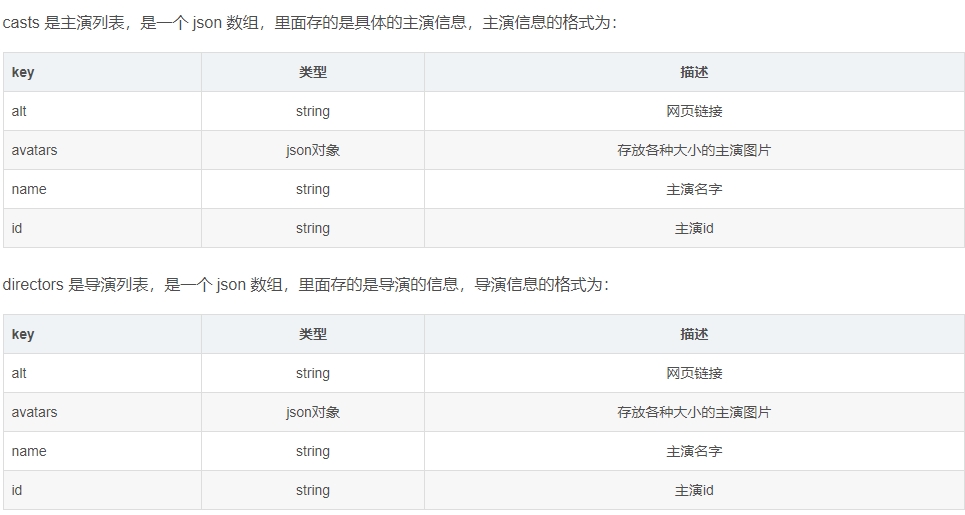 casts 是主演列表，是一个 json 数组，里面存的是具体的主演信息，主演信息的格式为：
key 类型 描述
alt string 网页链接
avatars json对象 存放各种大小的主演图片
name string 主演名字
id string 主演id
directors 是导演列表，是一个 json 数组，里面存的是导演的信息，导演信息的格式为：
key 类型 描述
alt string 网页链接
avatars json对象 存放各种大小的主演图片
name string 主演名字
id string 主演id